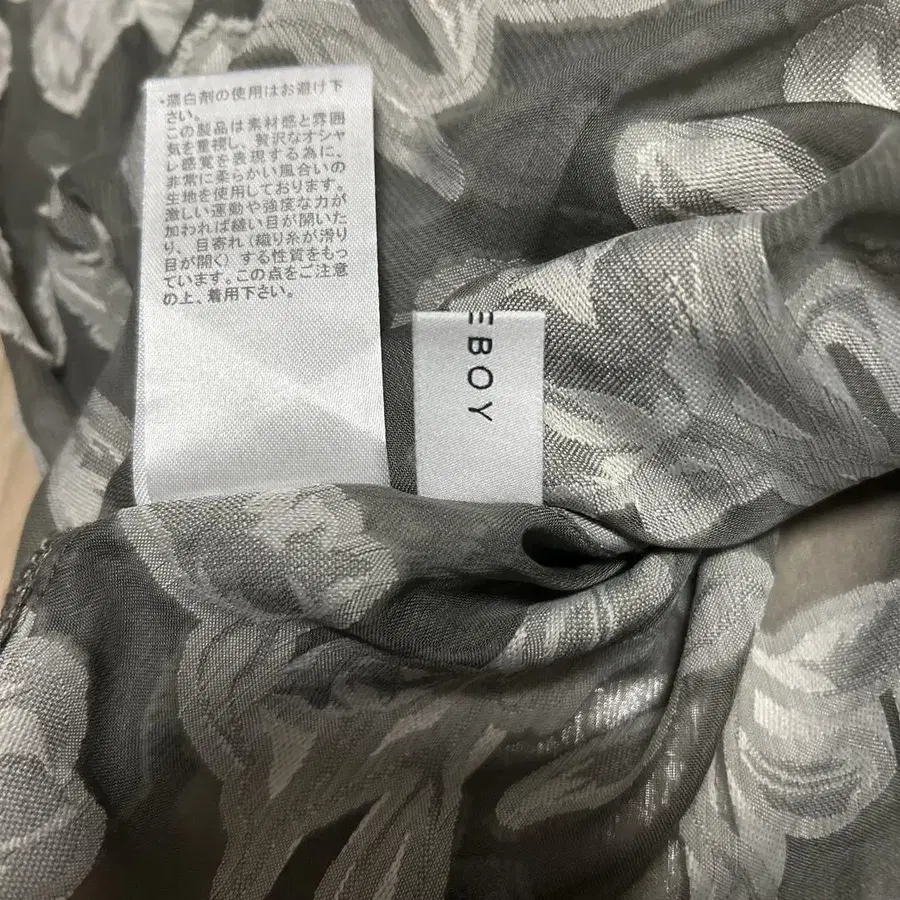 ・漂白剤の使用はお避け下
さい。
この製品は素材感と雰囲
気を重視し、贅沢なオシャ
レ感覚を表現する為に、
非常に柔らかい風合いの
生地を使用しております。
激しい運動や強度な力が
加われば縫い目が開いた
り、目寄れ（織り糸が滑り
目が開く）する性質をもっ
ています。この点をご注意
の上、着用下さい。
EBOY